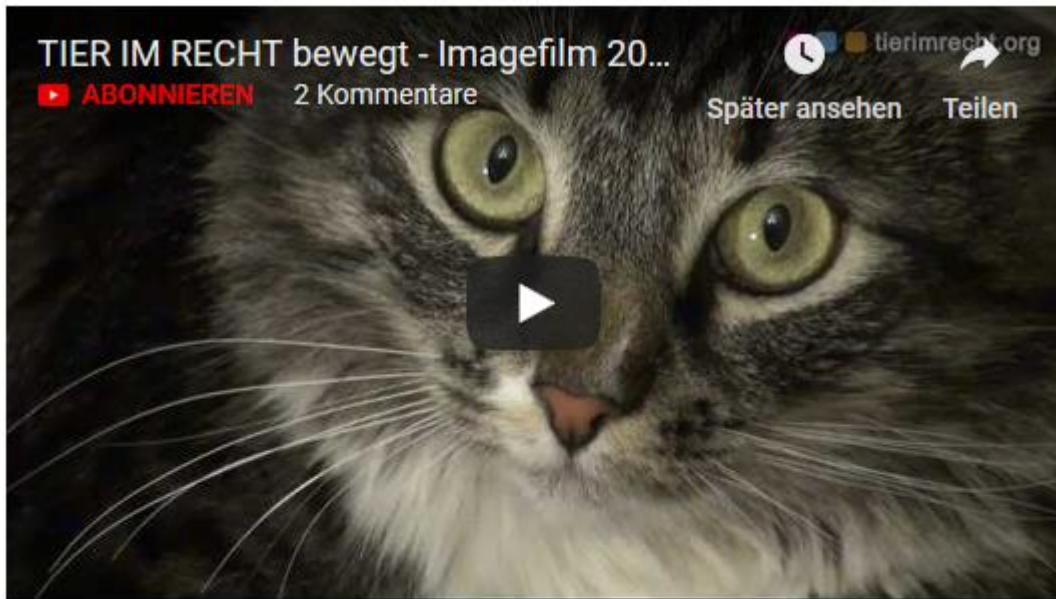 TIER IM RECHT bewegt - Imagefilm 20...
tierimrecht.org
ABONNIEREN 2 Kommentare
Später ansehen Teilen